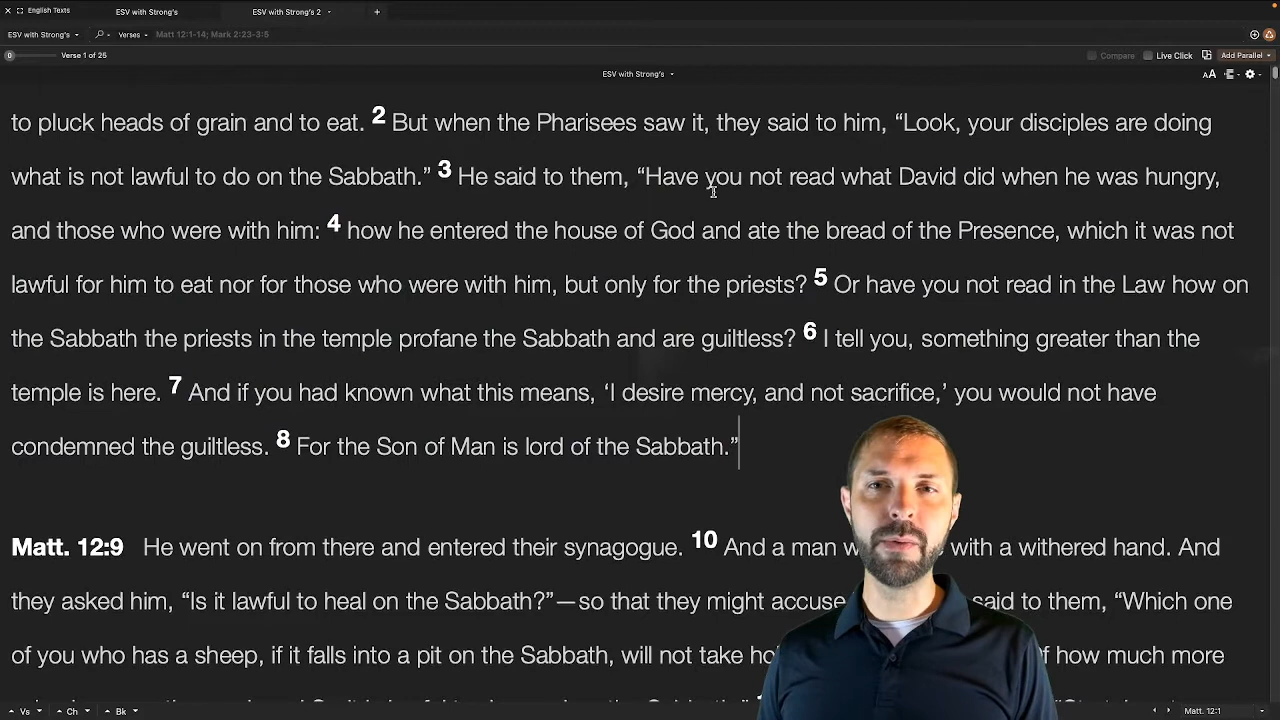 English Texts
ESV with Strong's
ESV with Strong's 2
ESV with Strong's
Verses
Matt 12:1-14; Mark 2:23-3:5
0
Verse 1 of 25
Compare
Live Click
Add Parallel
ESV with Strong's
AA
to pluck heads of grain and to eat. 2 But when the Pharisees saw it, they said to him, “Look, your disciples are doing
what is not lawful to do on the Sabbath.” 3 He said to them, “Have you not read what David did when he was hungry,
and those who were with him: 4 how he entered the house of God and ate the bread of the Presence, which it was not
lawful for him to eat nor for those who were with him, but only for the priests? 5 Or have you not read in the Law how on
the Sabbath the priests in the temple profane the Sabbath and are guiltless? 6 I tell you, something greater than the
temple is here. 7 And if you had known what this means, ‘I desire mercy, and not sacrifice,’ you would not have
condemned the guiltless. 8 For the Son of Man is lord of the Sabbath.”
Matt. 12:9 He went on from there and entered their synagogue. 10 And a man with a withered hand. And
they asked him, “Is it lawful to heal on the Sabbath?”—so that they might accuse said to them, “Which one
of you who has a sheep, if it falls into a pit on the Sabbath, will not take how much more
Vs
Ch
Bk
Matt. 12:1